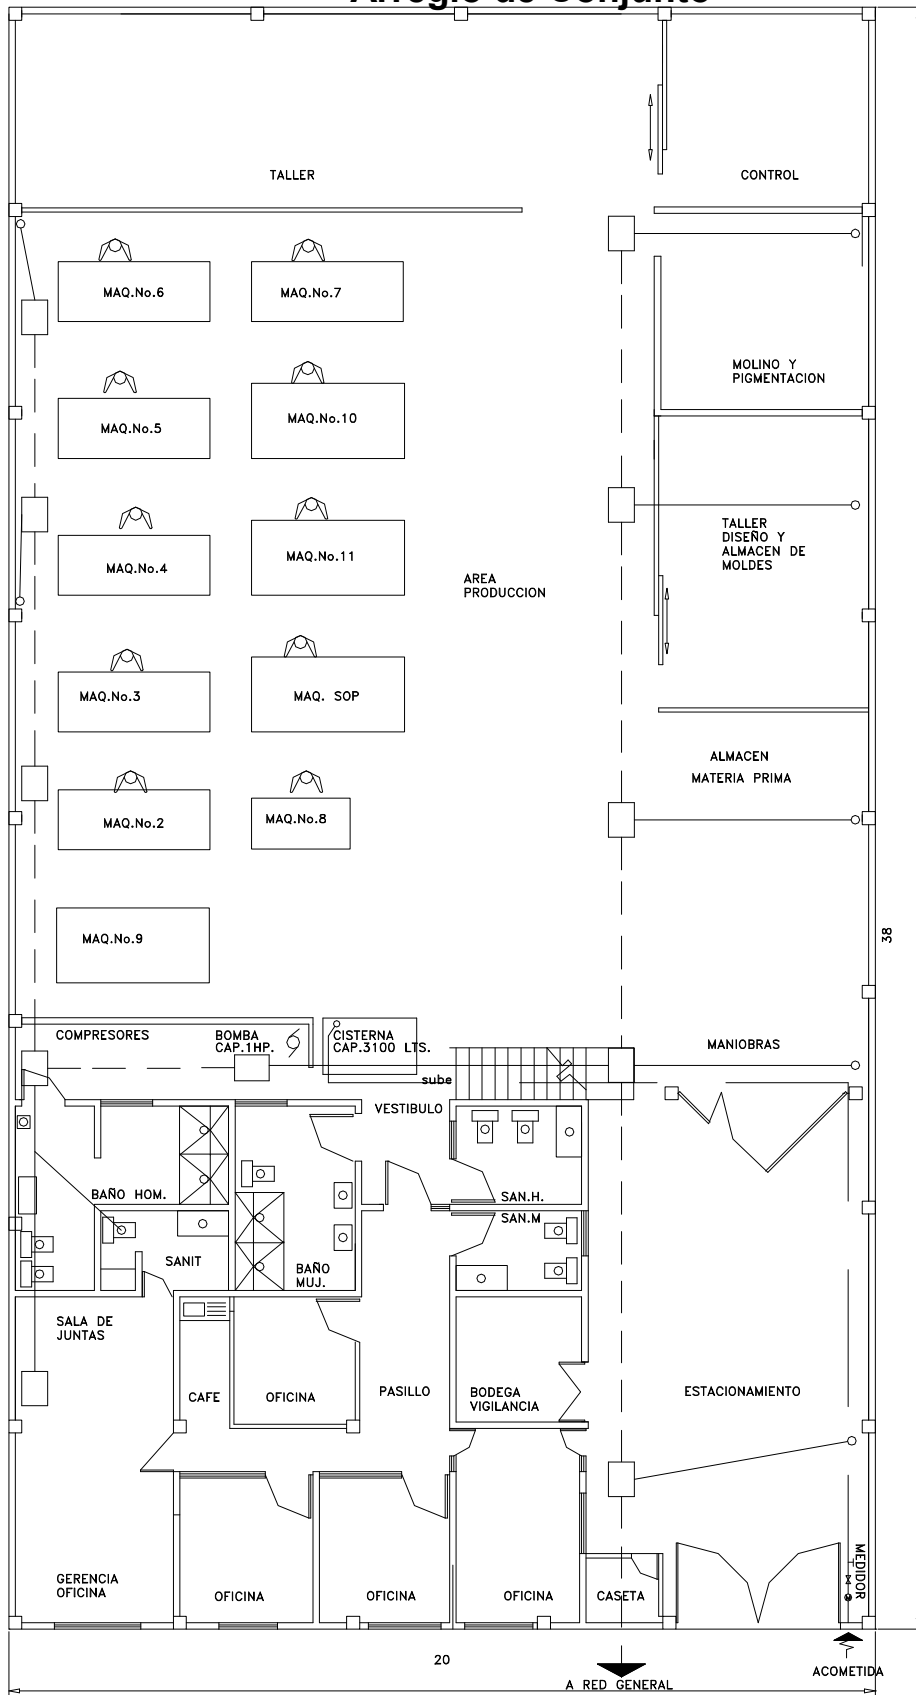 Arreglo de Conjunto
TALLER
CONTROL
MAQ.No.6
MAQ.No.7
MOLINO Y
PIGMENTACION
MAQ.No.5
MAQ.No.10
TALLER
DISEÑO Y
ALMACEN DE
MOLDES
MAQ.No.4
MAQ.No.11
AREA
PRODUCCION
MAQ.No.3
MAQ. SOP
ALMACEN
MATERIA PRIMA
MAQ.No.2
MAQ.No.8
MAQ.No.9
38
COMPRESORES
BOMBA
CAP.1HP.
CISTERNA
CAP.3100 LTS.
MANIOBRAS
sube
VESTIBULO
BAÑO HOM.
SAN.H.
SAN.M
SANIT
BAÑO
MUJ.
SALA DE
JUNTAS
CAFE
OFICINA
PASILLO
BODEGA
VIGILANCIA
ESTACIONAMIENTO
MEDIDOR
GERENCIA
OFICINA
OFICINA
OFICINA
OFICINA
CASETA
20
A RED GENERAL
ACOMETIDA